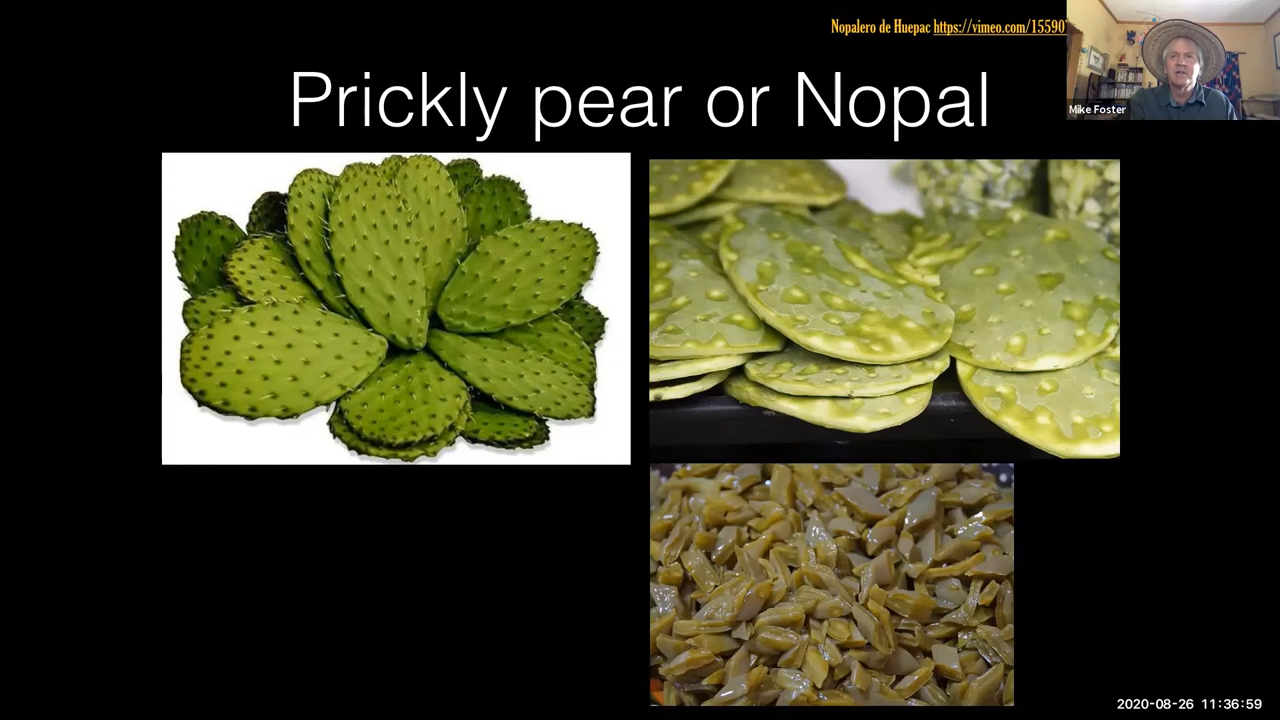 Nopalero de Huepac https://vimeo.com/15590
Prickly pear or Nopal
Mike Foster
2020-08-26 11:36:59